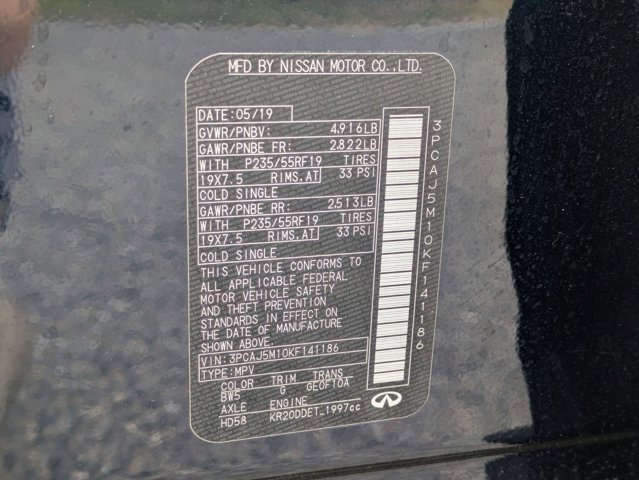 MFD BY NISSAN MOTOR CO.,LTD.
DATE:05/19
GVWR/PNBV: 4,916LB
GAWR/PNBE FR: 2,822LB
WITH P235/55RF19 TIRES
19X7.5 RIMS.AT 33 PSI
COLD SINGLE
GAWR/PNBE RR: 2,513LB
WITH P235/55RF19 TIRES
19X7.5 RIMS.AT 33 PSI
COLD SINGLE
THIS VEHICLE CONFORMS TO
ALL APPLICABLE FEDERAL
MOTOR VEHICLE SAFETY
AND THEFT PREVENTION
STANDARDS IN EFFECT ON
THE DATE OF MANUFACTURE
SHOWN ABOVE.
VIN:3PCAJ5M10KF141186
TYPE:MPV
COLOR TRIM TRANS
BW5 G GE0F10A
AXLE ENGINE
HD58 KR20DDET 1997cc
3PCAJ5M10KF141186